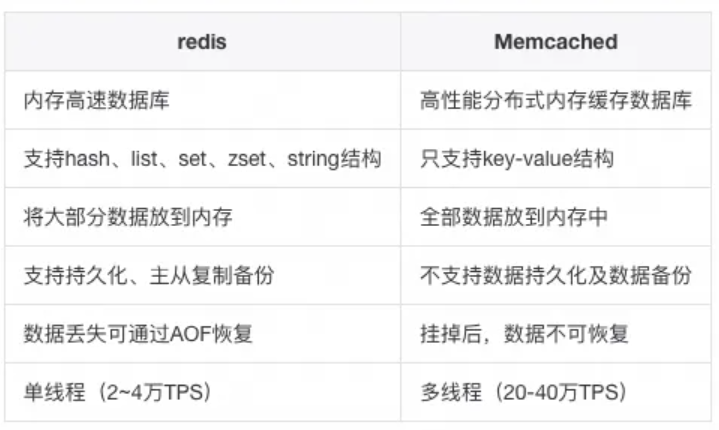 redis Memcached
内存高速数据库 高性能分布式内存缓存数据库
支持hash、list、set、zset、string结构 只支持key-value结构
将大部分数据放到内存 全部数据放到内存中
支持持久化、主从复制备份 不支持数据持久化及数据备份
数据丢失可通过AOF恢复 挂掉后，数据不可恢复
单线程（2~4万TPS） 多线程（20-40万TPS）